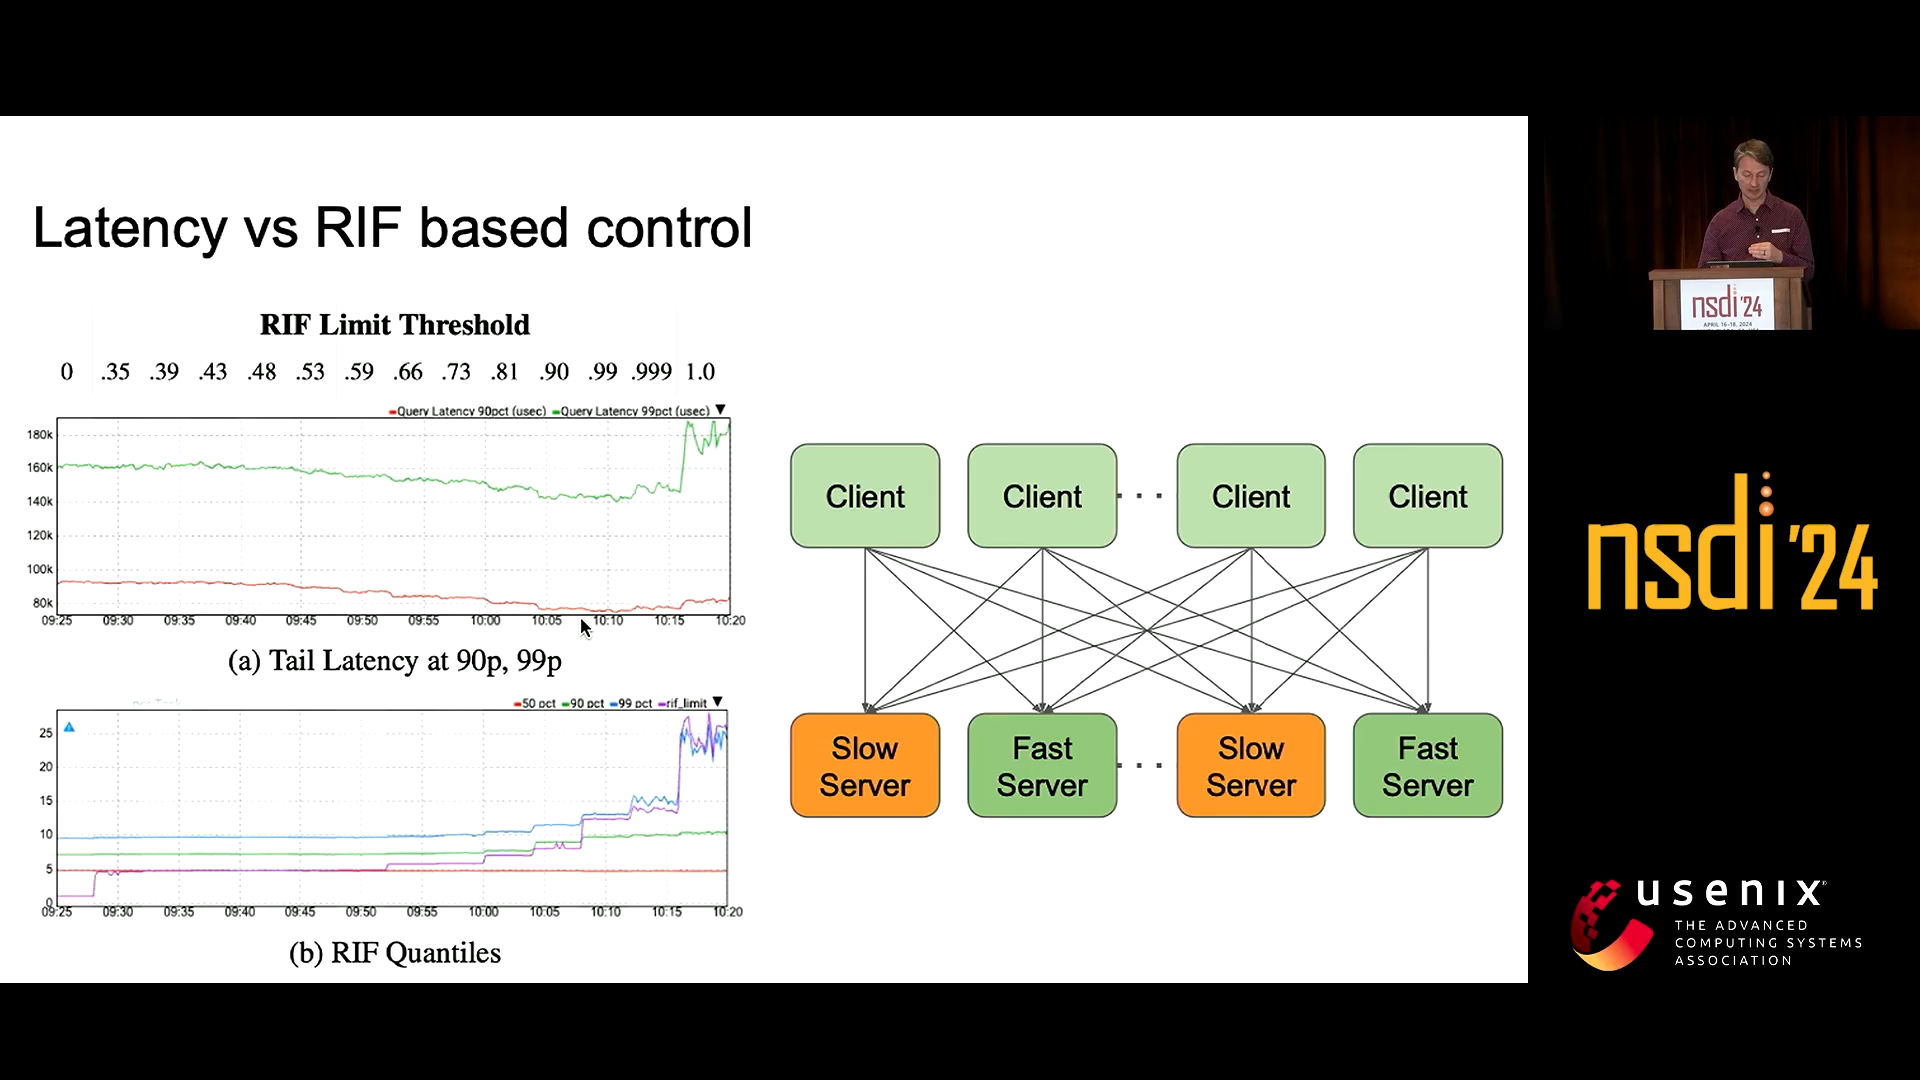 Latency vs RIF based control
RIF Limit Threshold
0 .35 .39 .43 .48 .53 .59 .66 .73 .81 .90 .99 .999 1.0
Query Latency 90pct (usec) Query Latency 99pct (usec)
180k
160k
140k
120k
100k
80k
09:25 09:30 09:35 09:40 09:45 09:50 09:55 10:00 10:05 10:10 10:15 10:20
(a) Tail Latency at 90p, 99p
50 pct 90 pct 99 pct rif_limit
25
20
15
10
5
0
09:25 09:30 09:35 09:40 09:45 09:50 09:55 10:00 10:05 10:10 10:15 10:20
(b) RIF Quantiles
Client Client ... Client Client
Slow Server
Fast Server
...
Slow Server
Fast Server
nsdi '24
APRIL 16-18, 2024
nsdi '24
usenix
THE ADVANCED
COMPUTING SYSTEMS
ASSOCIATION